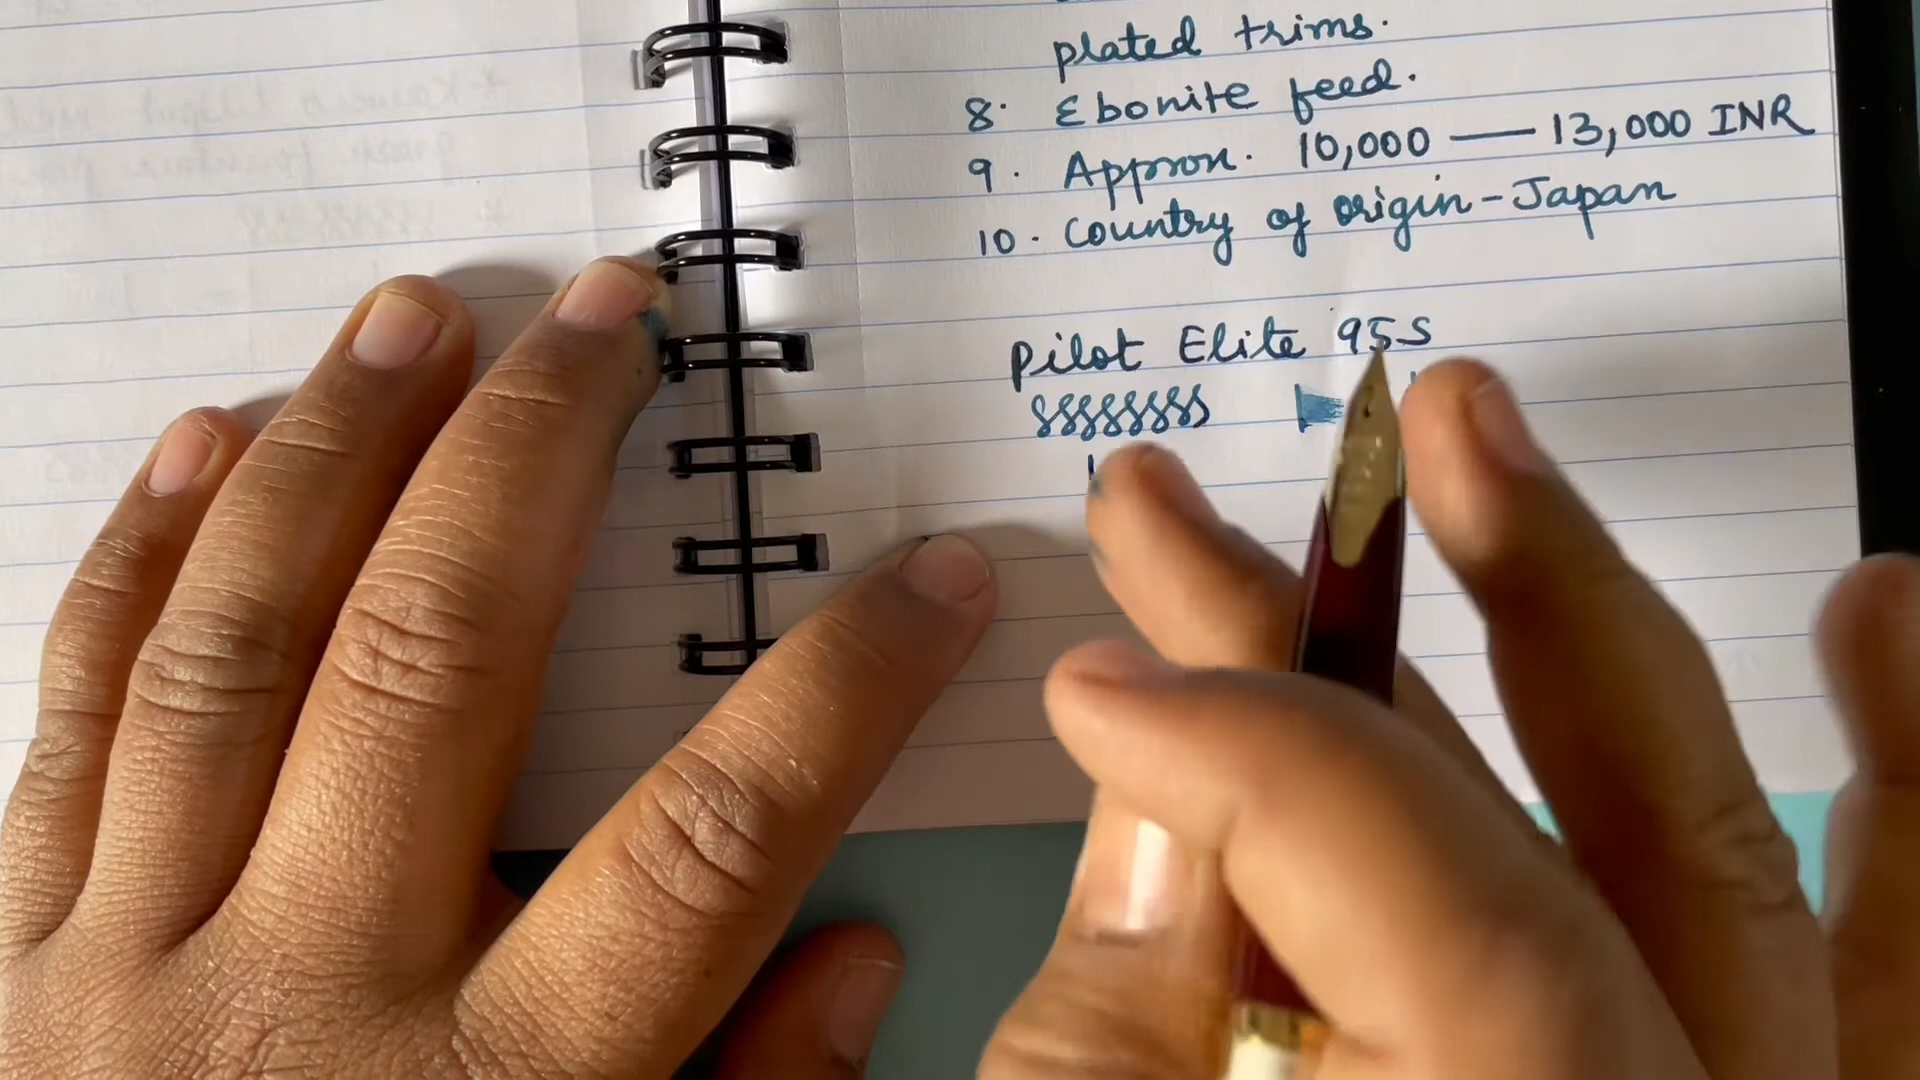 plated trims.
8. Ebonite feed.
9. Approx. 10,000 — 13,000 INR
10. Country of origin - Japan
Pilot Elite 95S